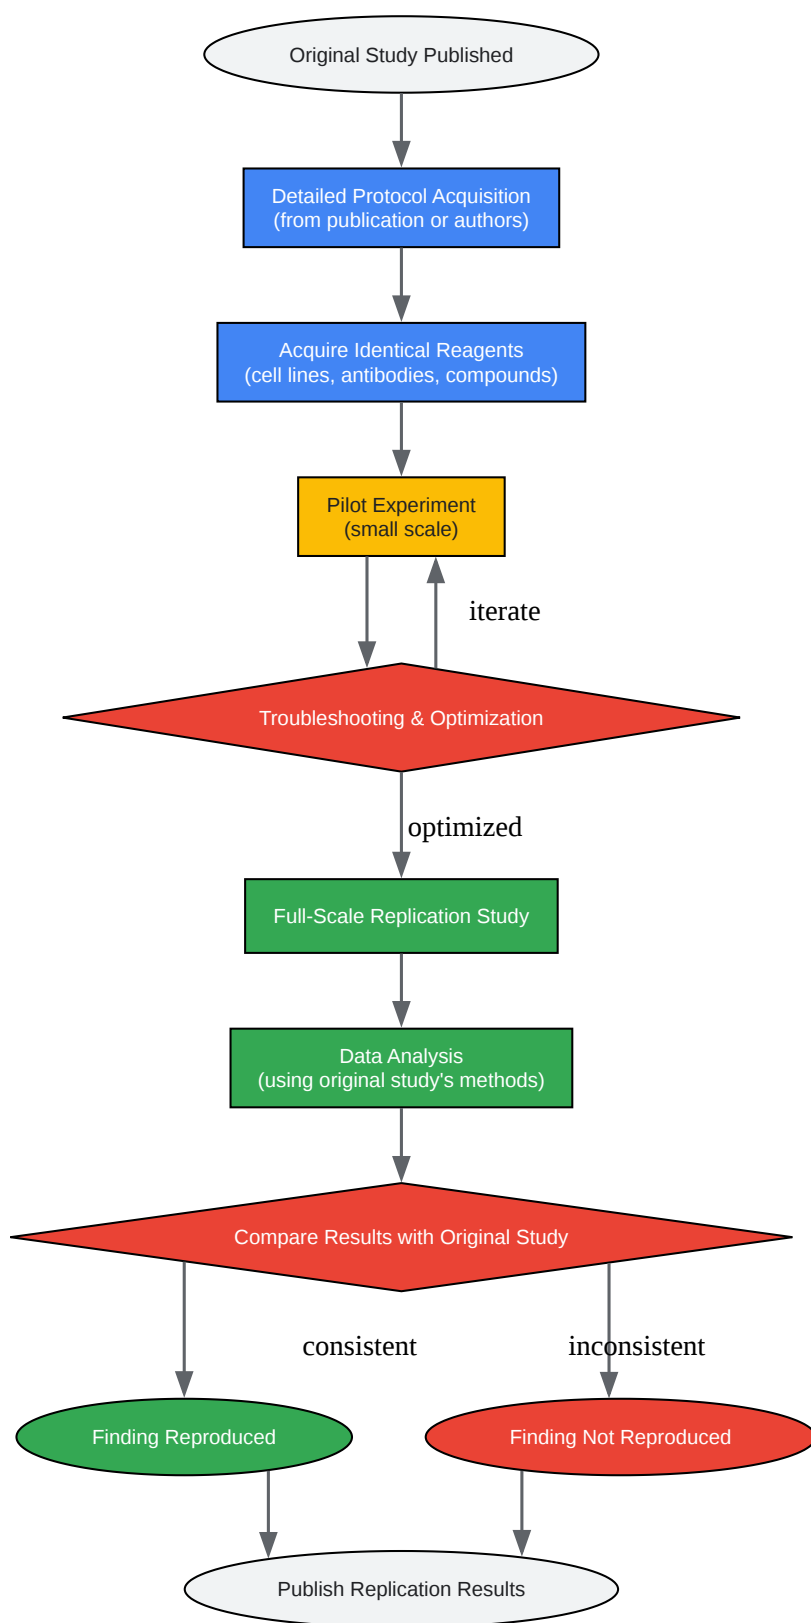 Original Study Published
Detailed Protocol Acquisition
(from publication or authors)
Acquire Identical Reagents
(cell lines, antibodies, compounds)
Pilot Experiment
(small scale)
iterate
Troubleshooting & Optimization
optimized
Full-Scale Replication Study
Data Analysis
(using original study's methods)
Compare Results with Original Study
consistent
inconsistent
Finding Reproduced
Finding Not Reproduced
Publish Replication Results